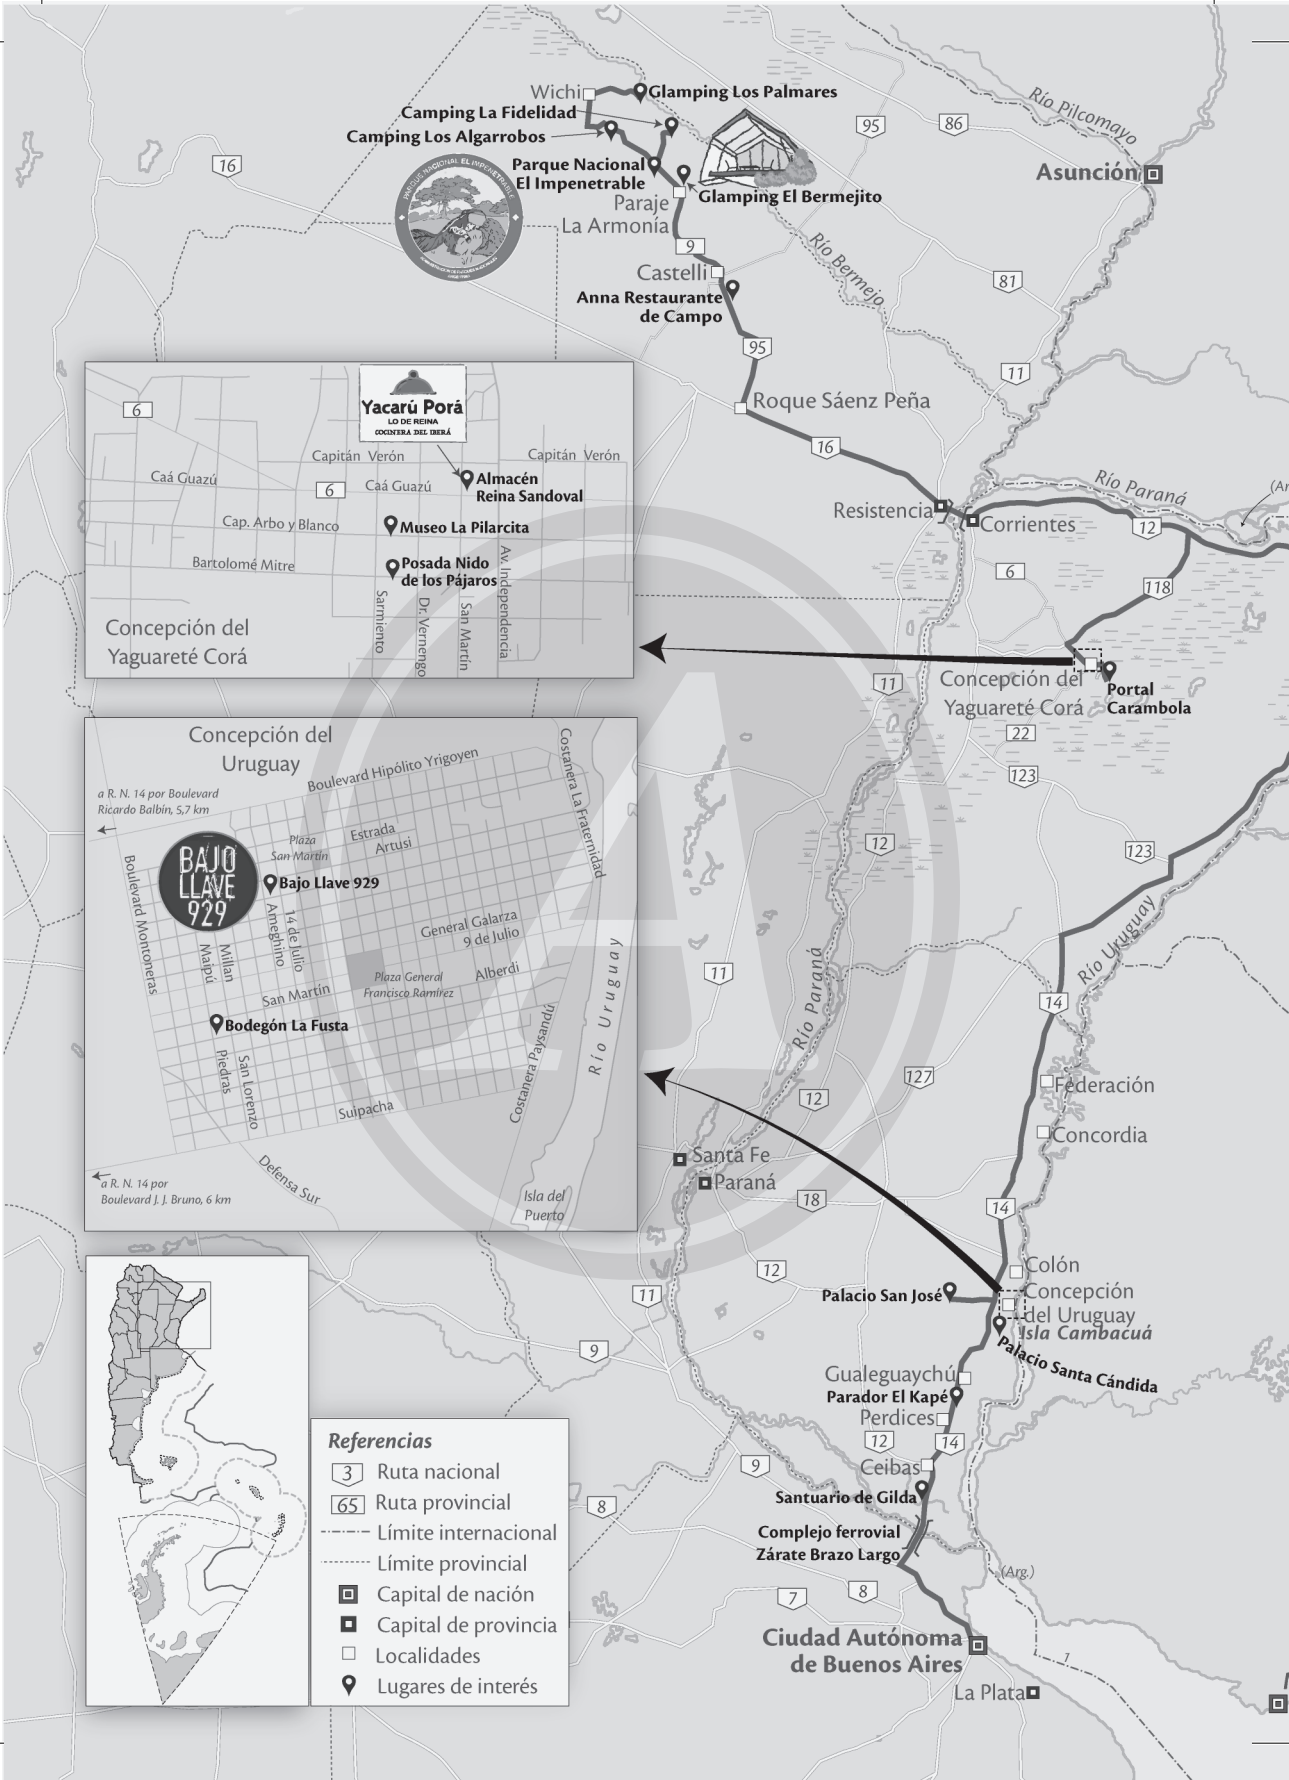 Wichi
Glamping Los Palmares
Camping La Fidelidad
Camping Los Algarrobos
95
86
Río Pilcomayo
16
PARQUE NACIONAL EL IMPENETRABLE
Parque Nacional
El Impenetrable
Asunción
Glamping El Bermejito
Paraje
La Armonía
9
Río Bermejo
Castelli
81
Anna Restaurante
de Campo
95
11
Roque Sáenz Peña
16
Río Paraná
(Ar
Resistencia
Corrientes
12
6
118
Concepción del
Yaguareté Corá
Portal
Carambola
11
22
123
12
123
Río Uruguay
11
Río Paraná
14
127
12
Federación
Concordia
Santa Fe
Paraná
18
14
12
Colón
11
Palacio San José
Concepción
del Uruguay
Isla Cambacuá
Palacio Santa Cándida
9
Gualeguaychú
Parador El Kapé
Perdices
12
14
9
Ceibas
Santuario de Gilda
8
Complejo ferrovial
Zárate Brazo Largo
(Arg.)
7
8
Ciudad Autónoma
de Buenos Aires
1
La Plata
6
Yacarú Porá
LO DE REINA
COCINERA DEL IBERÁ
Capitán Verón
Capitán Verón
Caá Guazú
6
Caá Guazú
Almacén
Reina Sandoval
Cap. Arbo y Blanco
Museo La Pilarcita
Bartolomé Mitre
Posada Nido
de los Pájaros
Sarmiento
Dr. Vernengo
San Martín
Av. Independencia
Concepción del
Yaguareté Corá
Concepción del
Uruguay
Boulevard Hipólito Yrigoyen
Costanera La Fraternidad
a R. N. 14 por Boulevard
Ricardo Balbín, 5,7 km
Plaza
San Martín
Estrada
Artusi
BAJO
LLAVE
929
Bajo Llave 929
Boulevard Montoneras
Maipú
Millan
Ameghino
14 de Julio
General Galarza
9 de Julio
Plaza General
Francisco Ramírez
Alberdi
San Martín
Río Uruguay
Bodegón La Fusta
Piedras
San Lorenzo
Suipacha
Costanera Paysandú
a R. N. 14 por
Boulevard J. J. Bruno, 6 km
Defensa Sur
Isla del
Puerto
Referencias
3 Ruta nacional
65 Ruta provincial
Límite internacional
Límite provincial
Capital de nación
Capital de provincia
Localidades
Lugares de interés